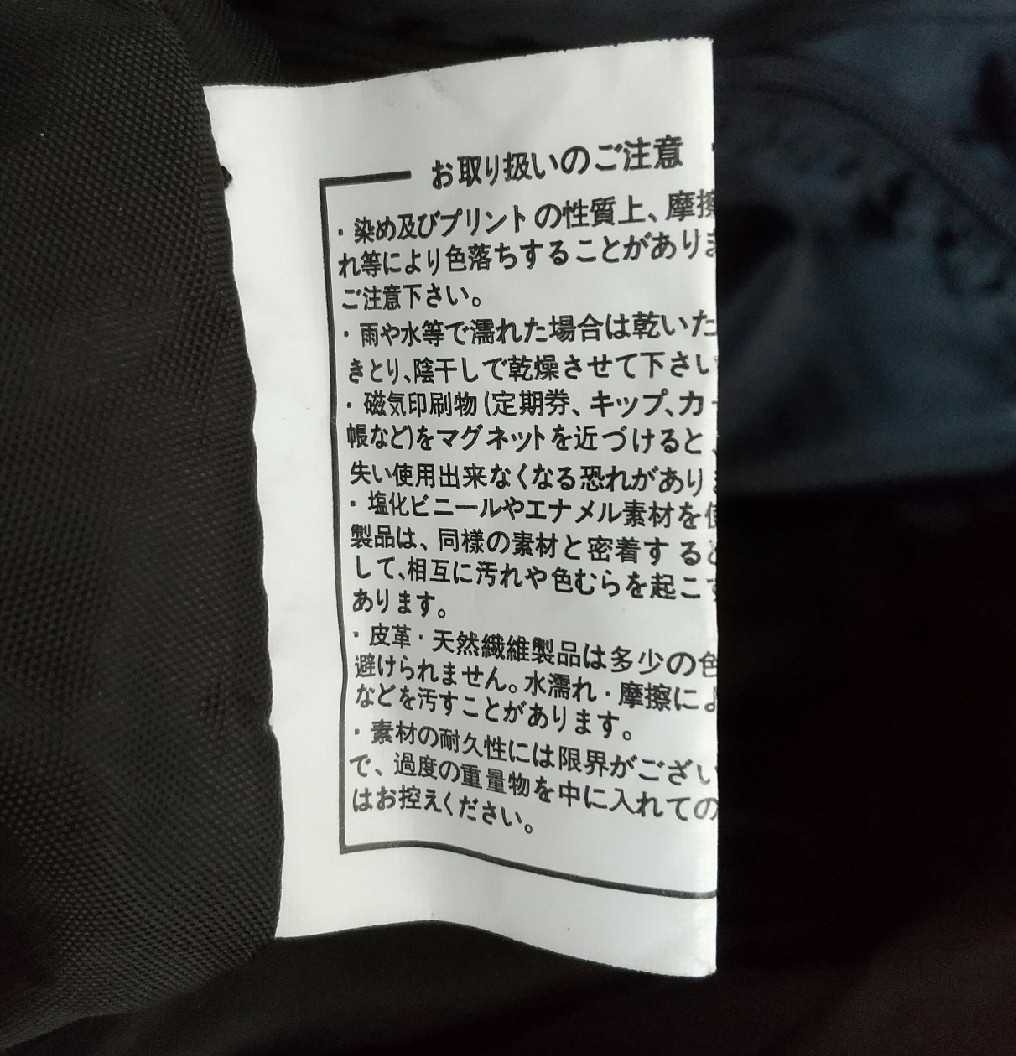 お取り扱いのご注意
・染め及びプリントの性質上、摩擦
れ等により色落ちすることがありま
ご注意下さい。
・雨や水等で濡れた場合は乾いた
きとり、陰干しで乾燥させて下さい
・磁気印刷物(定期券、キップ、カー
帳など)をマグネットを近づけると、
失い使用出来なくなる恐れがありま
・塩化ビニールやエナメル素材を使
製品は、同様の素材と密着すると
して、相互に汚れや色むらを起こす
あります。
・皮革・天然繊維製品は多少の色
避けられません。水濡れ・摩擦によ
などを汚すことがあります。
・素材の耐久性には限界がござい
で、過度の重量物を中に入れての
はお控えください。